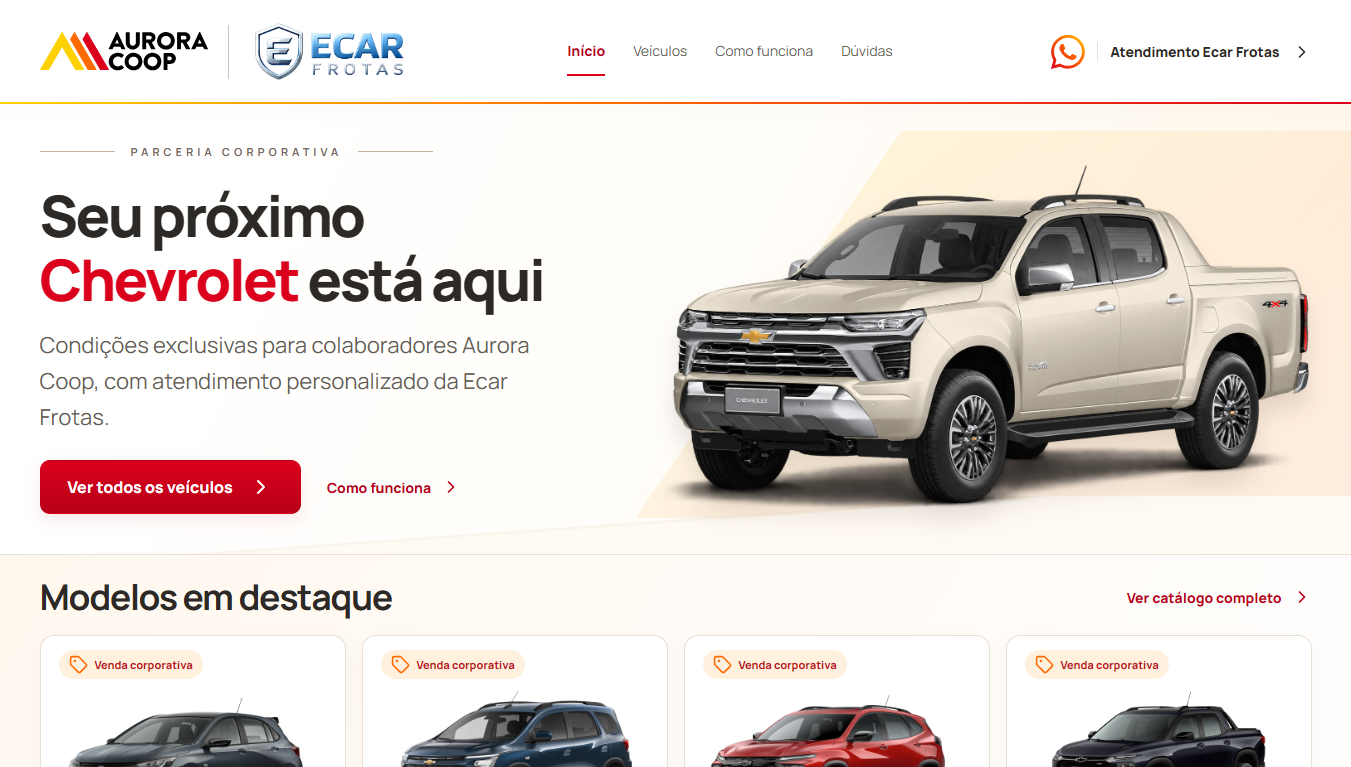 AURORA
COOP
ECAR
FROTAS
Início
Veículos
Como funciona
Dúvidas
Atendimento Ecar Frotas
PARCERIA CORPORATIVA
Seu próximo
Chevrolet está aqui
Condições exclusivas para colaboradores Aurora
Coop, com atendimento personalizado da Ecar
Frotas.
Ver todos os veículos
Como funciona
CHEVROLET
4x4
Modelos em destaque
Ver catálogo completo
Venda corporativa
Venda corporativa
Venda corporativa
Venda corporativa